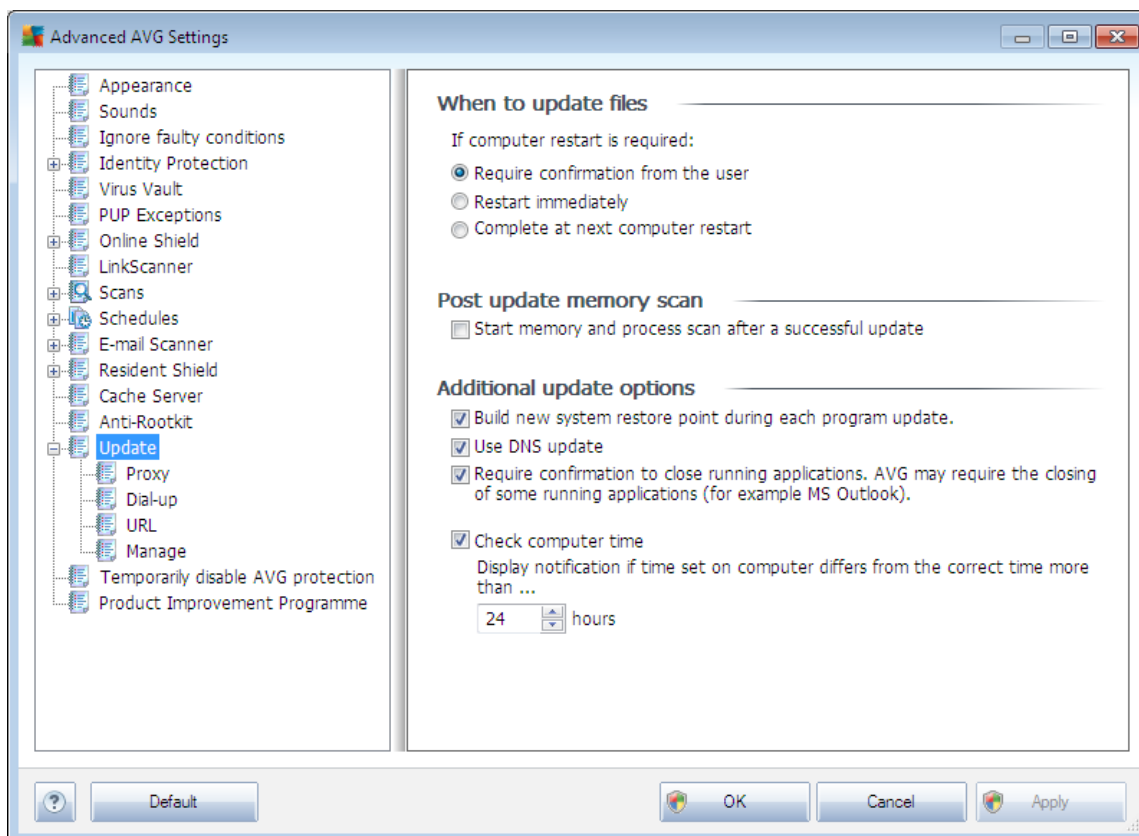 Advanced AVG Settings
Appearance
Sounds
Ignore faulty conditions
Identity Protection
Virus Vault
PUP Exceptions
Online Shield
LinkScanner
Scans
Schedules
E-mail Scanner
Resident Shield
Cache Server
Anti-Rootkit
Update
Proxy
Dial-up
URL
Manage
Temporarily disable AVG protection
Product Improvement Programme
When to update files
If computer restart is required:
Require confirmation from the user
Restart immediately
Complete at next computer restart
Post update memory scan
Start memory and process scan after a successful update
Additional update options
Build new system restore point during each program update.
Use DNS update
Require confirmation to close running applications. AVG may require the closing
of some running applications (for example MS Outlook).
Check computer time
Display notification if time set on computer differs from the correct time more
than ...
24 hours
? Default OK Cancel Apply